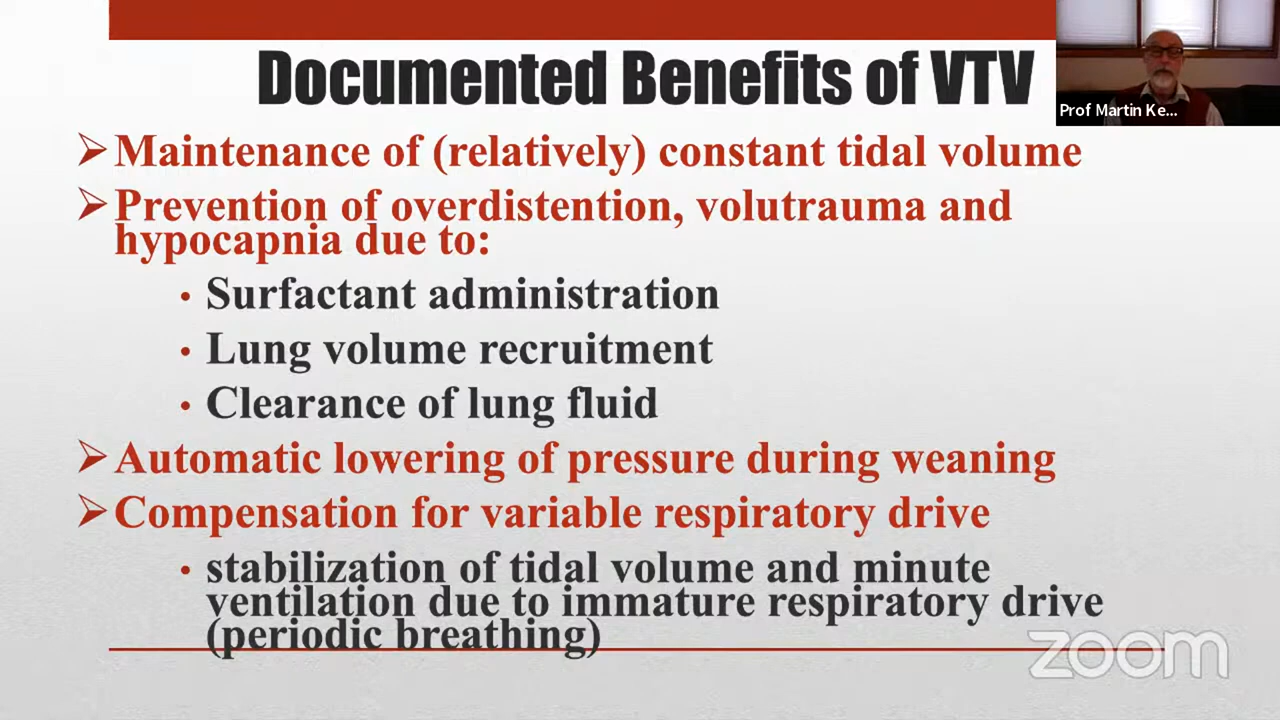 Documented Benefits of VTV
Prof Martin Ke...
➢Maintenance of (relatively) constant tidal volume
➢Prevention of overdistention, volutrauma and
hypocapnia due to:
• Surfactant administration
• Lung volume recruitment
• Clearance of lung fluid
➢Automatic lowering of pressure during weaning
➢Compensation for variable respiratory drive
• stabilization of tidal volume and minute
ventilation due to immature respiratory drive
(periodic breathing)
zoom